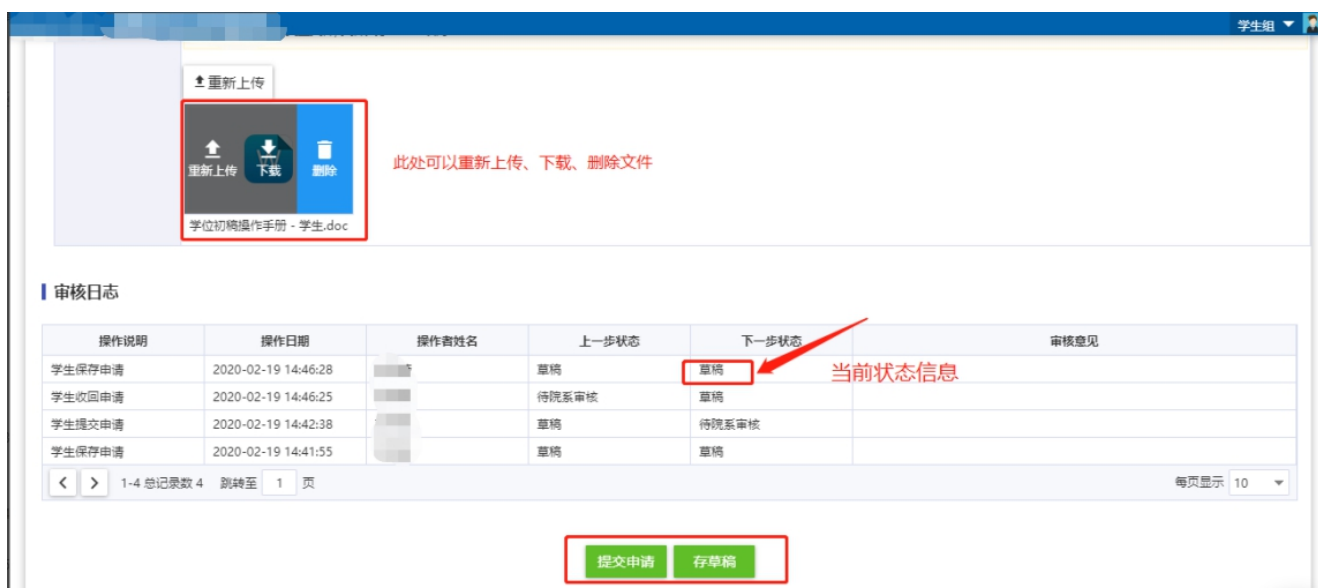 学生组
重新上传
重新上传 下载 删除
此处可以重新上传、下载、删除文件
学位初稿操作手册 - 学生.doc
审核日志
操作说明 操作日期 操作者姓名 上一步状态 下一步状态 审核意见
学生保存申请 2020-02-19 14:46:28 草稿 草稿
当前状态信息
学生收回申请 2020-02-19 14:46:25 待院系审核 草稿
学生提交申请 2020-02-19 14:42:38 草稿 待院系审核
学生保存申请 2020-02-19 14:41:55 草稿 草稿
1-4 总记录数 4 跳转至 1 页 每页显示 10
提交申请 存草稿